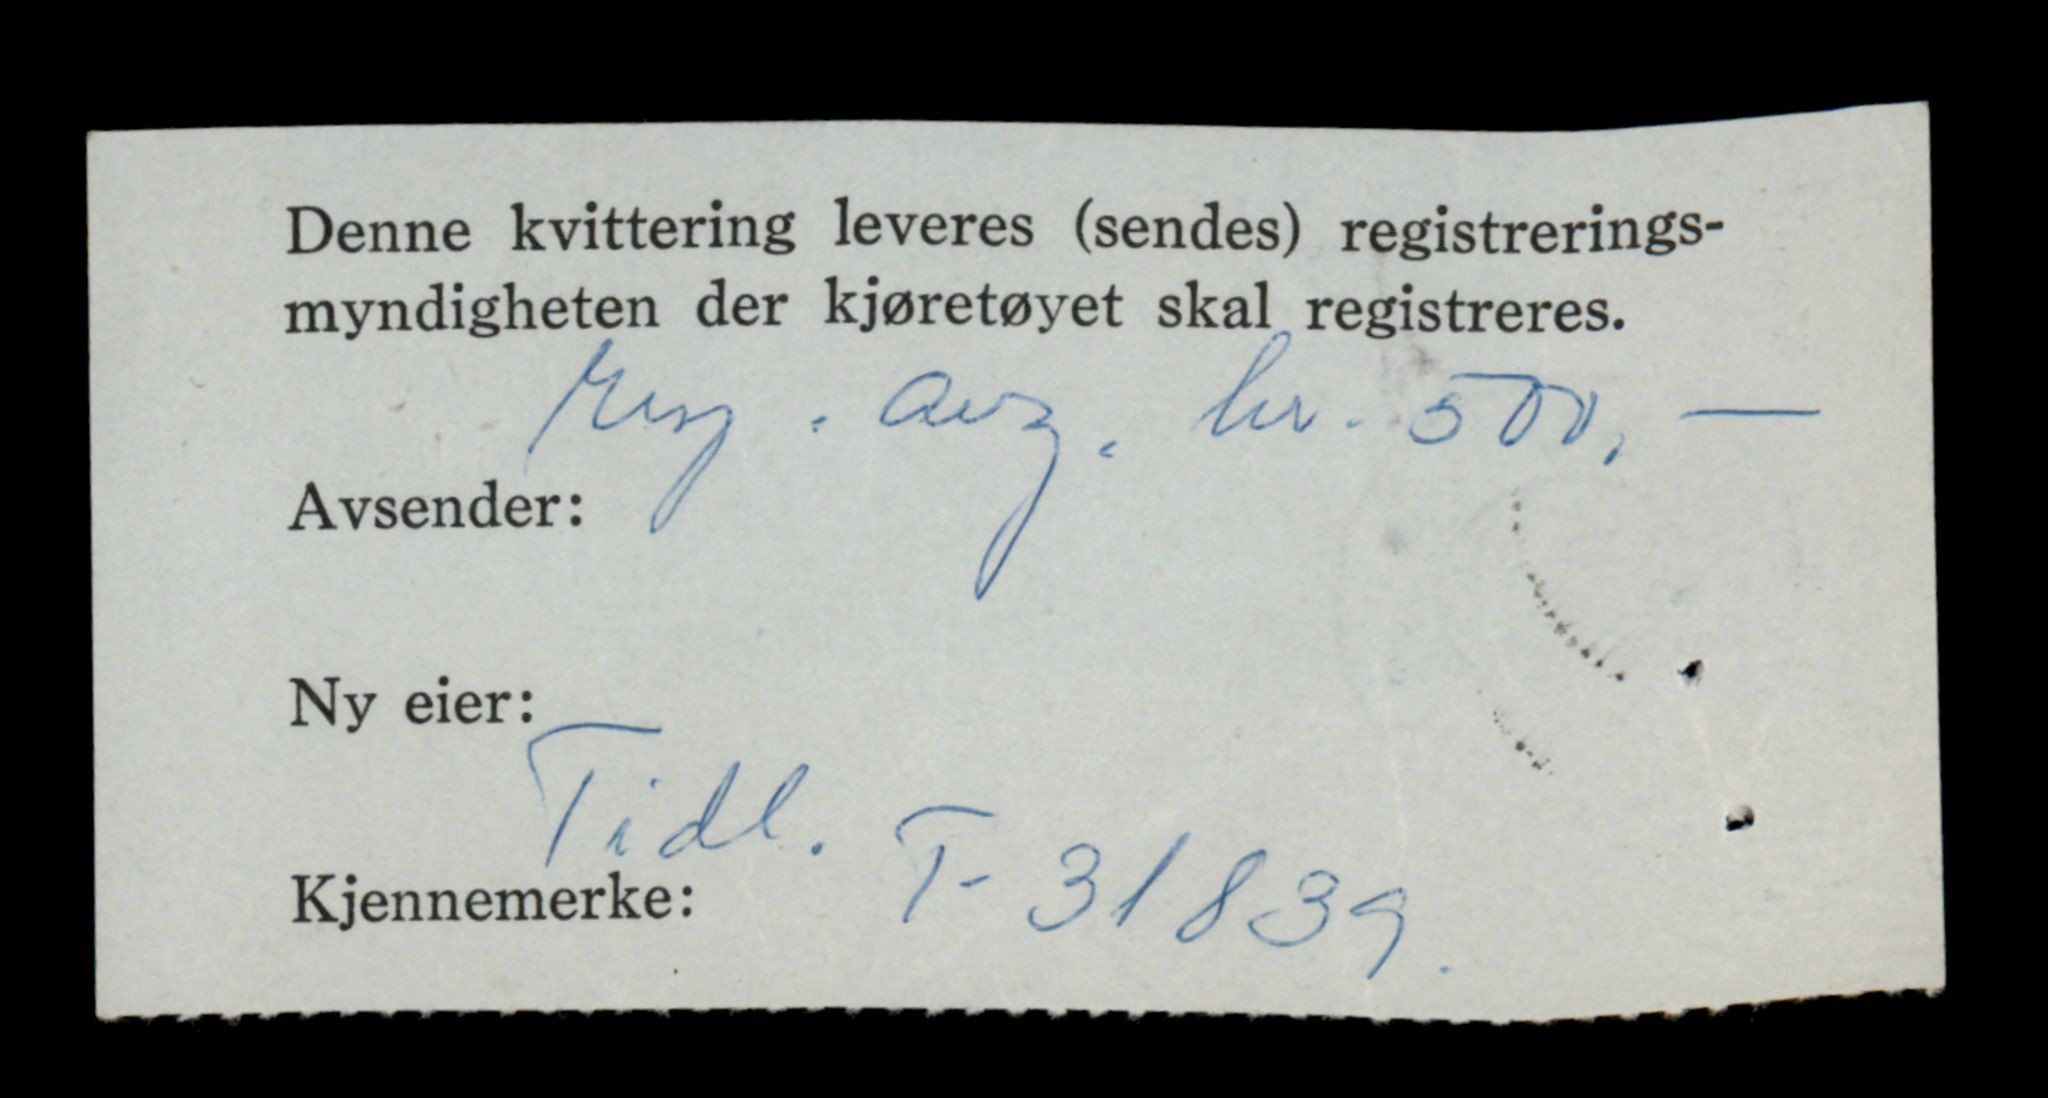 Denne kvittering leveres (sendes) registrerings-
myndigheten der kjøretøyet skal registreres.
Reg. avg. kr. 500,—
Avsender:
Ny eier:
Tidl. T-31839.
Kjennemerke: